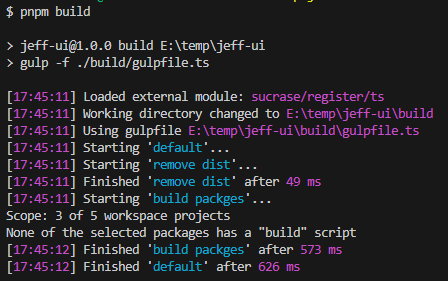 $ pnpm build
> jeff-ui@1.0.0 build E:\temp\jeff-ui
> gulp -f ./build/gulpfile.ts
[17:45:11] Loaded external module: sucrase/register/ts
[17:45:11] Working directory changed to E:\temp\jeff-ui\build
[17:45:11] Using gulpfile E:\temp\jeff-ui\build\gulpfile.ts
[17:45:11] Starting 'default'...
[17:45:11] Starting 'remove dist'...
[17:45:11] Finished 'remove dist' after 49 ms
[17:45:11] Starting 'build packges'...
Scope: 3 of 5 workspace projects
None of the selected packages has a "build" script
[17:45:12] Finished 'build packges' after 573 ms
[17:45:12] Finished 'default' after 626 ms